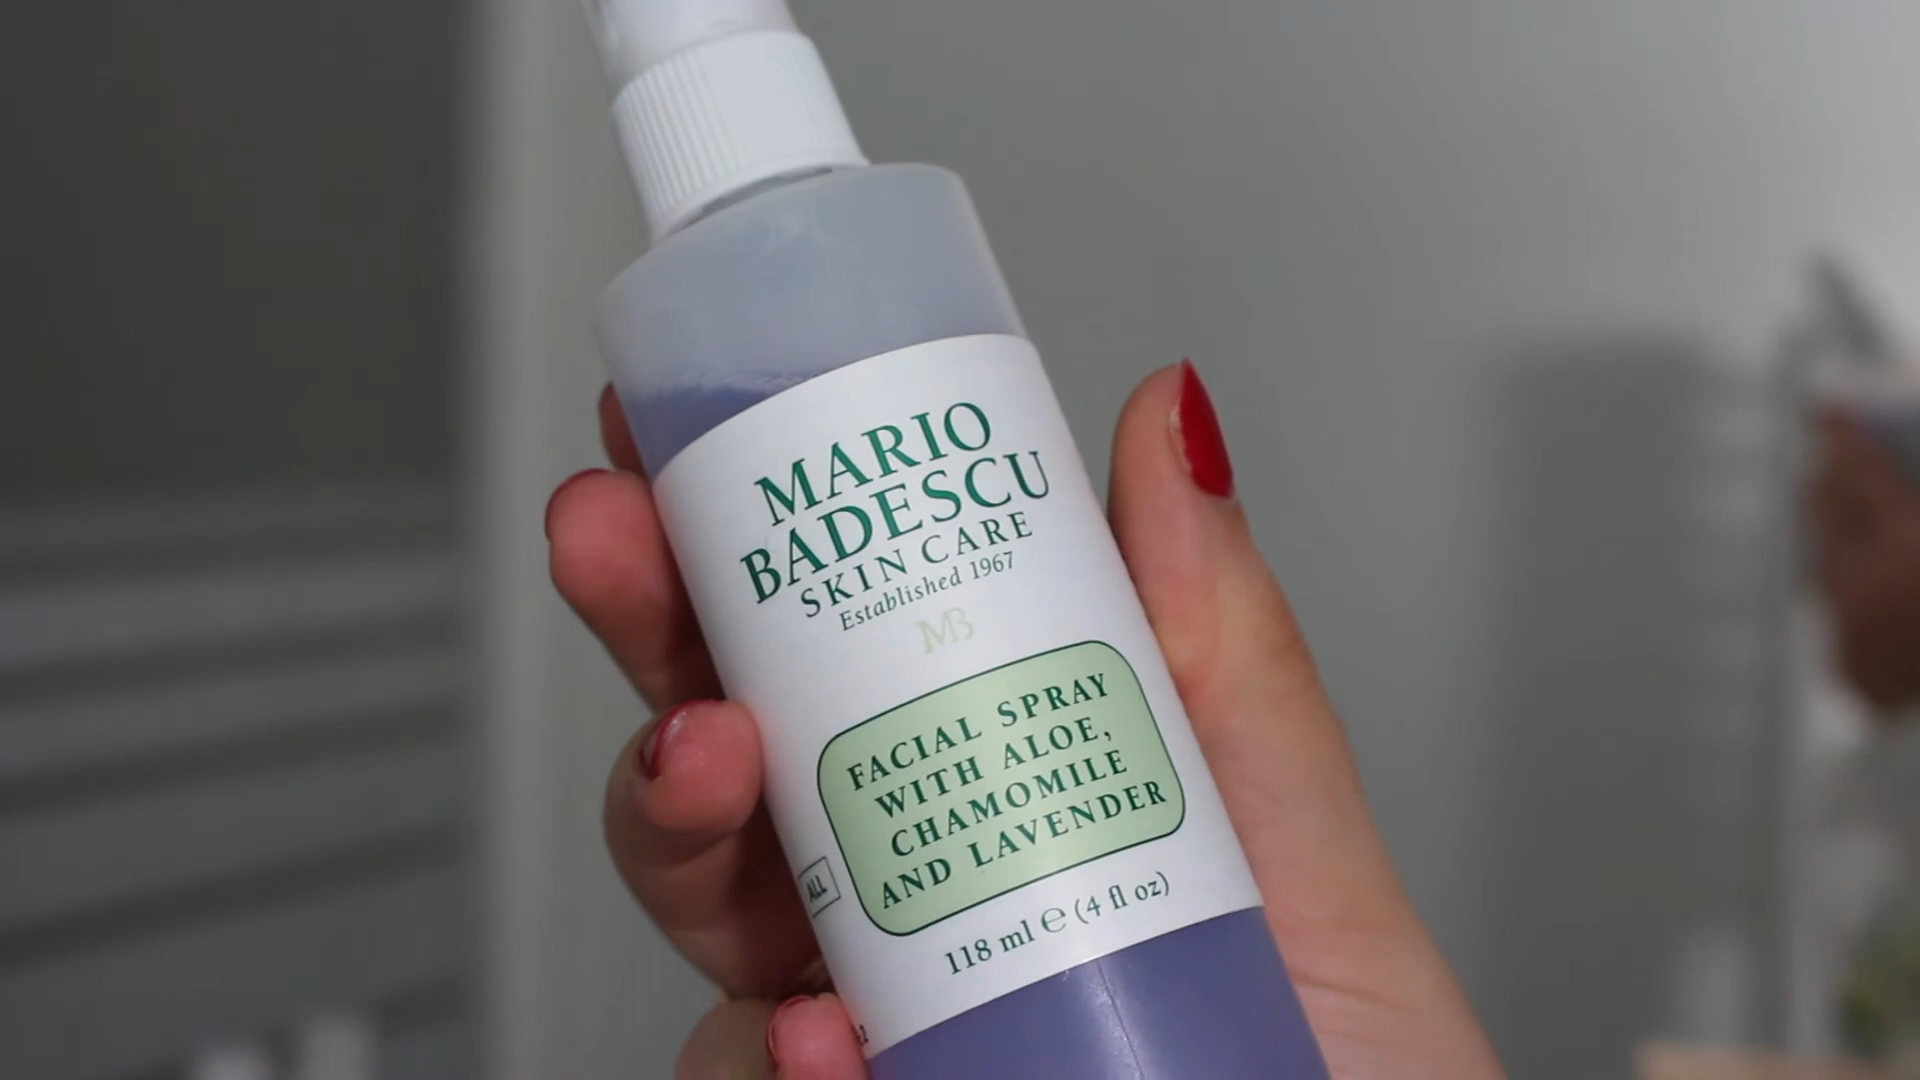 MARIO
BADESCU
SKIN CARE
Established 1967
MB
FACIAL SPRAY
WITH ALOE,
CHAMOMILE
AND LAVENDER
ALL
118 ml ℮ (4 fl oz)